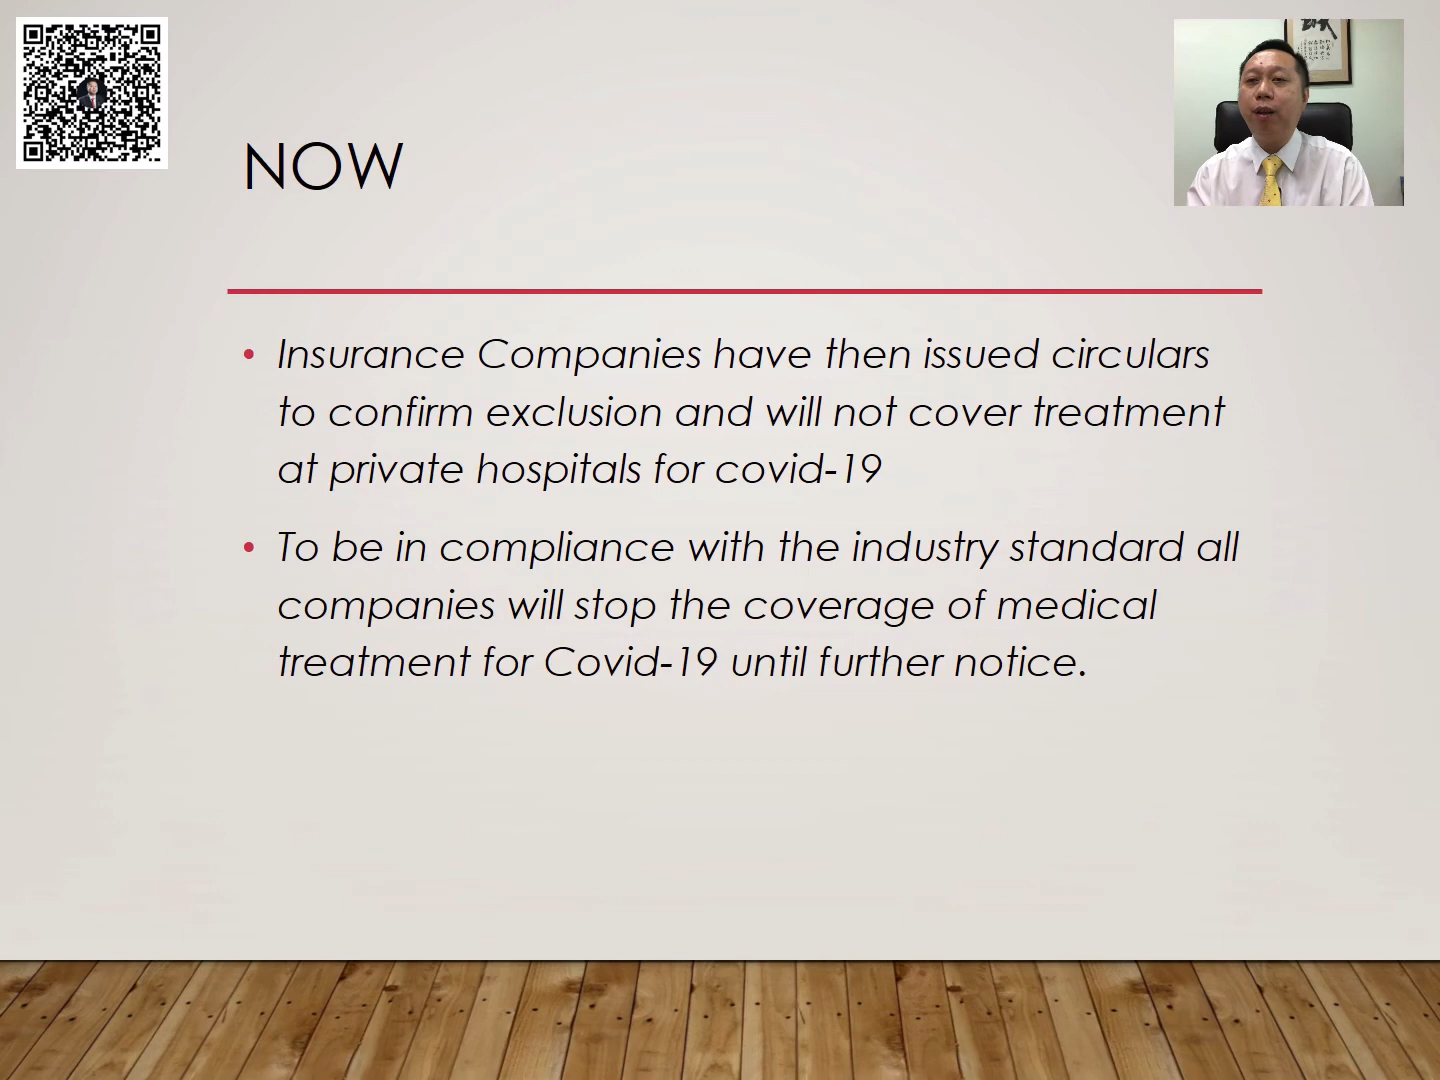 NOW
• Insurance Companies have then issued circulars
to confirm exclusion and will not cover treatment
at private hospitals for covid-19
• To be in compliance with the industry standard all
companies will stop the coverage of medical
treatment for Covid-19 until further notice.